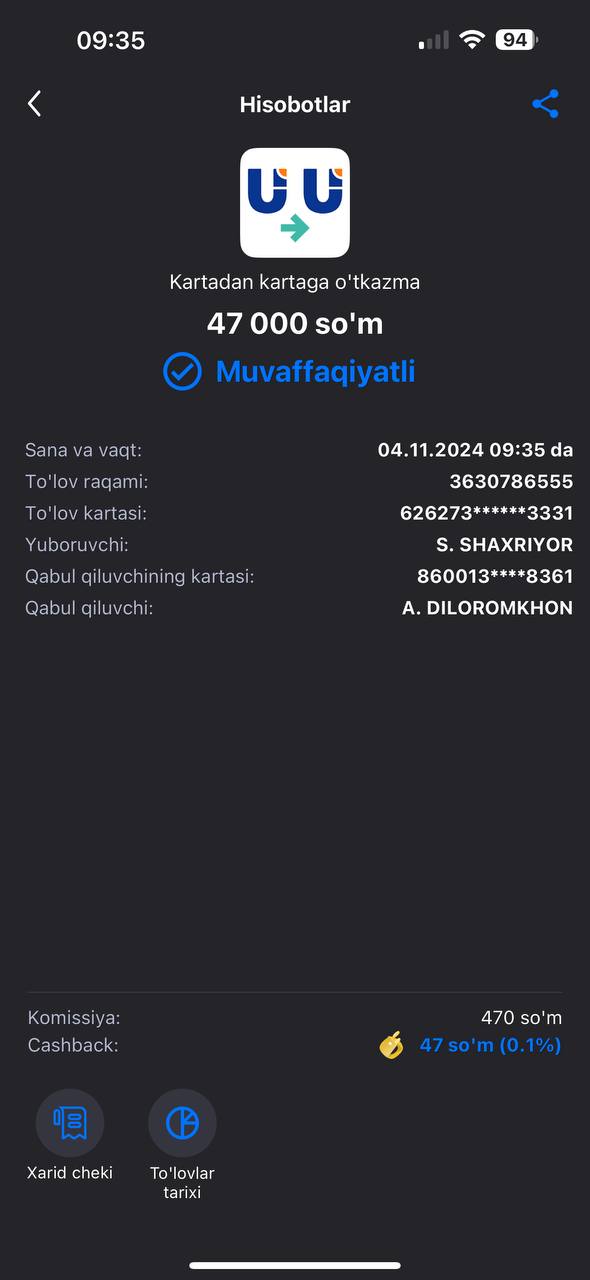 09:35
94
Hisobotlar
Kartadan kartaga o'tkazma
47 000 so'm
Muvaffaqiyatli
Sana va vaqt: 04.11.2024 09:35 da
To'lov raqami: 3630786555
To'lov kartasi: 626273******3331
Yuboruvchi: S. SHAXRIYOR
Qabul qiluvchining kartasi: 860013****8361
Qabul qiluvchi: A. DILOROMKHON
Komissiya: 470 so'm
Cashback: 47 so'm (0.1%)
Xarid cheki
To'lovlar
tarixi